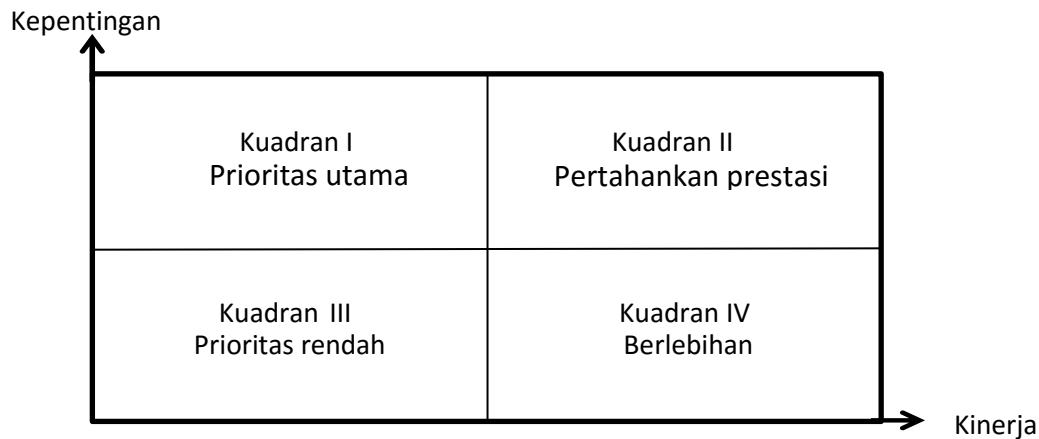 Kepentingan
Kuadran I
Prioritas utama
Kuadran II
Pertahankan prestasi
Kuadran III
Prioritas rendah
Kuadran IV
Berlebihan
Kinerja